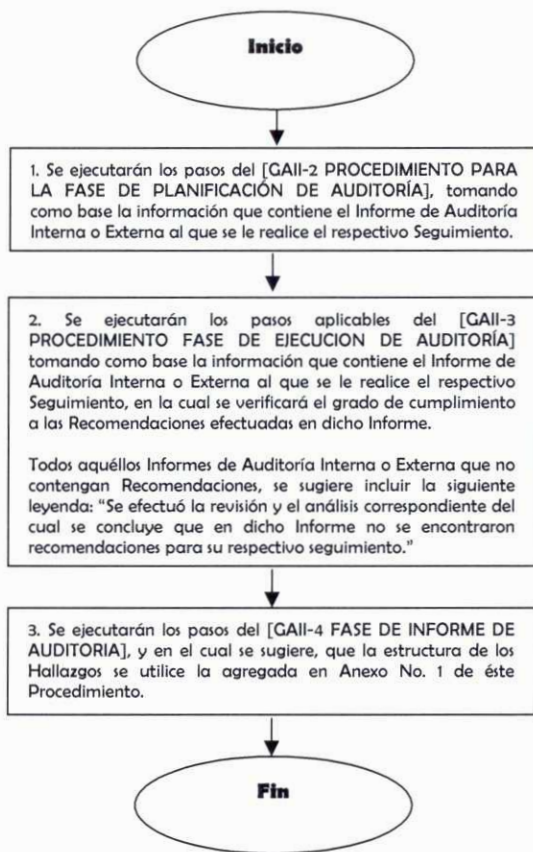 Inicio
1. Se ejecutarán los pasos del [GAII-2 PROCEDIMIENTO PARA
LA FASE DE PLANIFICACIÓN DE AUDITORÍA], tomando
como base la información que contiene el Informe de Auditoría
Interna o Externa al que se le realice el respectivo Seguimiento.
2. Se ejecutarán los pasos aplicables del [GAII-3
PROCEDIMIENTO FASE DE EJECUCION DE AUDITORÍA]
tomando como base la información que contiene el Informe de
Auditoría Interna o Externa al que se le realice el respectivo
Seguimiento, en la cual se verificará el grado de cumplimiento
a las Recomendaciones efectuadas en dicho Informe.
Todos aquéllos Informes de Auditoría Interna o Externa que no
contengan Recomendaciones, se sugiere incluir la siguiente
leyenda: "Se efectuó la revisión y el análisis correspondiente del
cual se concluye que en dicho Informe no se encontraron
recomendaciones para su respectivo seguimiento."
3. Se ejecutarán los pasos del [GAII-4 FASE DE INFORME DE
AUDITORIA], y en el cual se sugiere, que la estructura de los
Hallazgos se utilice la agregada en Anexo No. 1 de éste
Procedimiento.
Fin